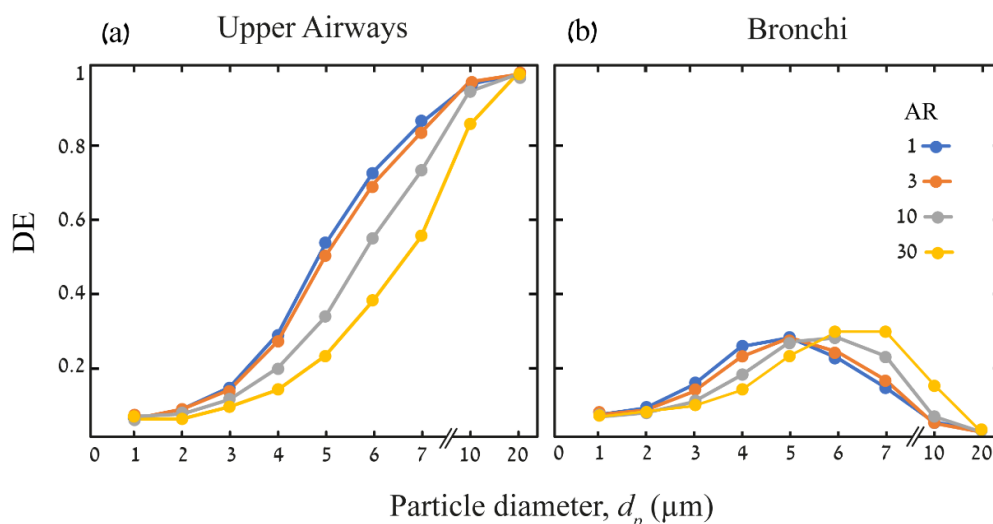 (a) Upper Airways
(b) Bronchi
DE
1
0.8
0.6
0.4
0.2
0 1 2 3 4 5 6 7 // 10 20
AR
1
3
10
30
0 1 2 3 4 5 6 7 // 10 20
Particle diameter, dₚ (µm)